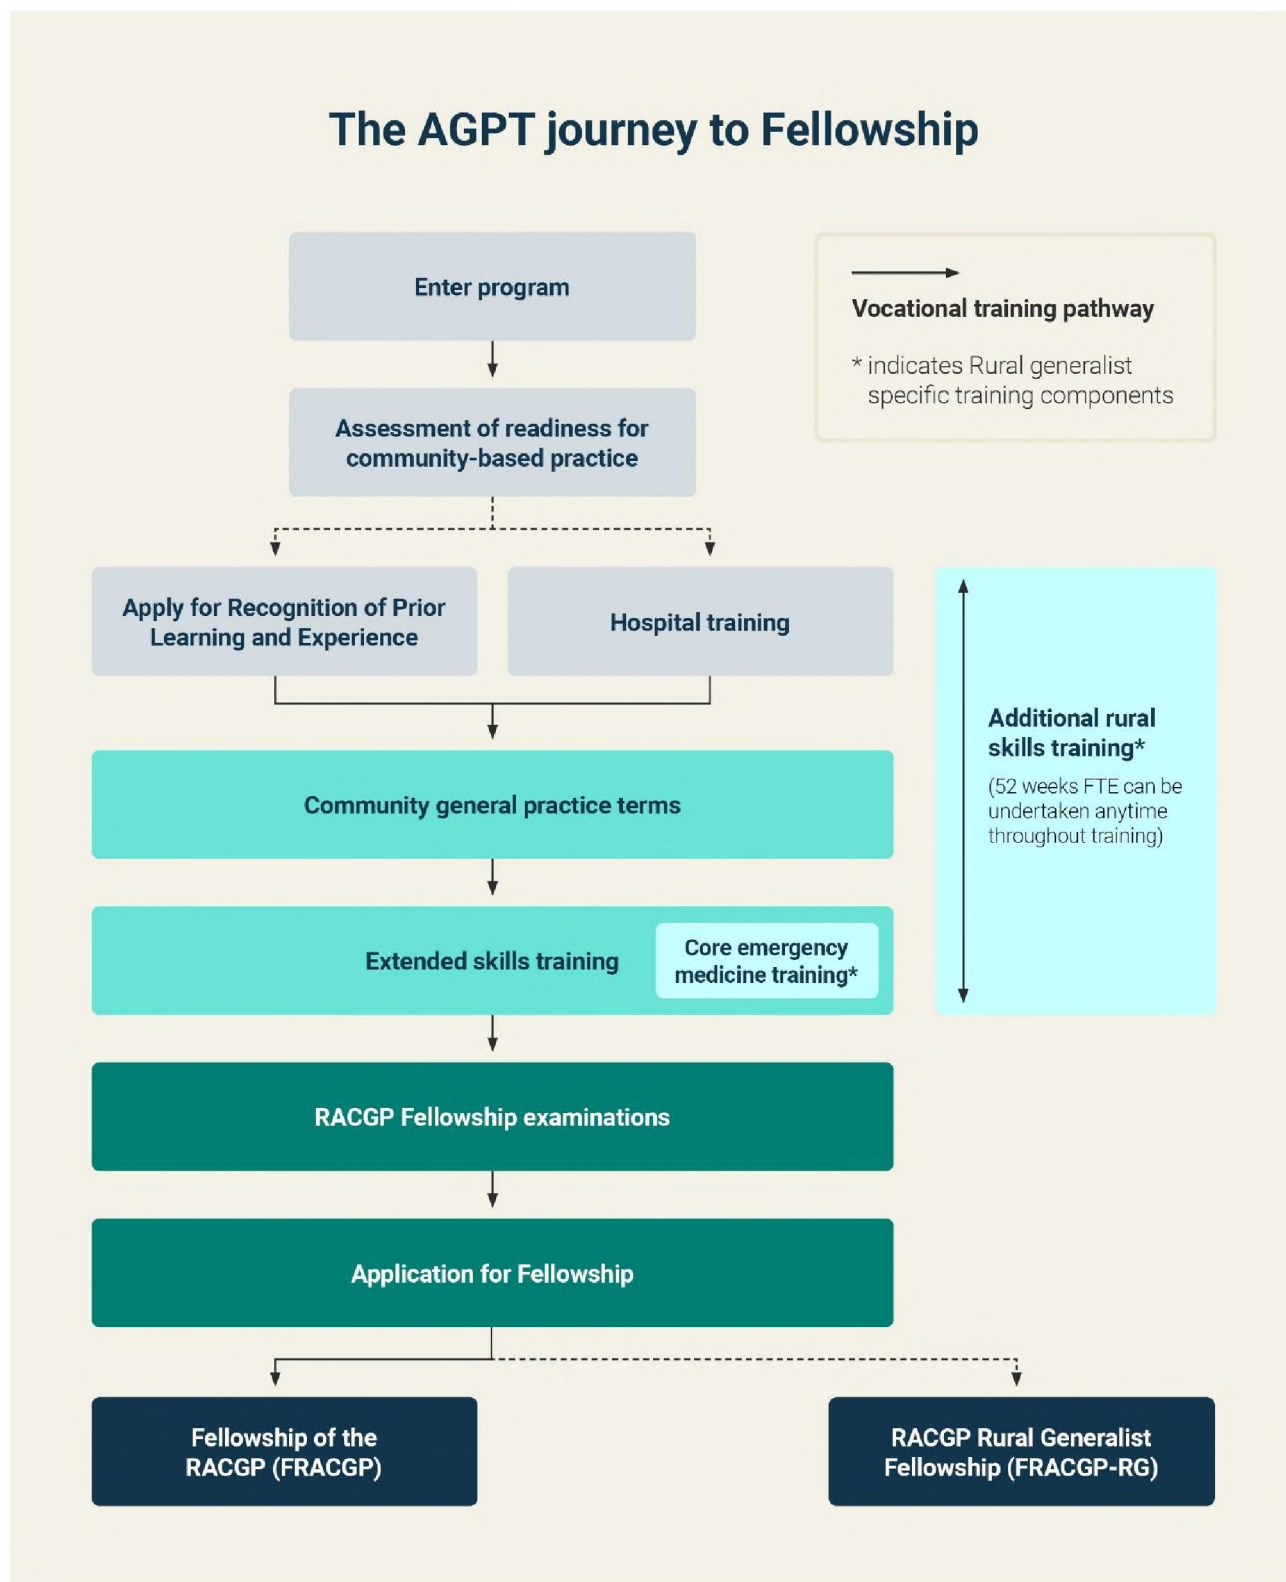 The AGPT journey to Fellowship
Enter program
Vocational training pathway
* indicates Rural generalist
specific training components
Assessment of readiness for
community-based practice
Apply for Recognition of Prior
Learning and Experience
Hospital training
Additional rural
skills training*
(52 weeks FTE can be
undertaken anytime
throughout training)
Community general practice terms
Extended skills training
Core emergency
medicine training*
RACGP Fellowship examinations
Application for Fellowship
Fellowship of the
RACGP (FRACGP)
RACGP Rural Generalist
Fellowship (FRACGP-RG)